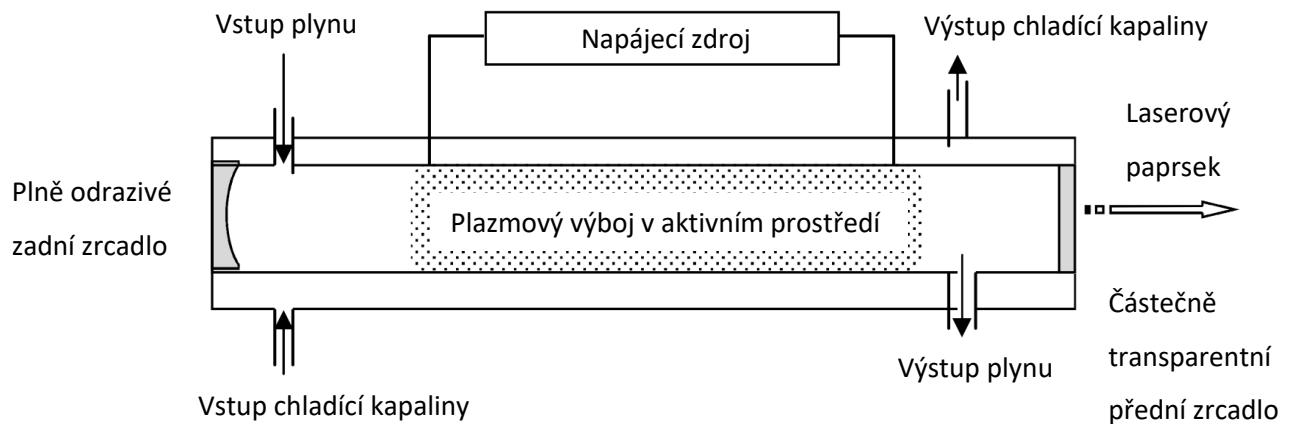 Vstup plynu
Napájecí zdroj
Výstup chladící kapaliny
Laserový
paprsek
Plně odrazivé
zadní zrcadlo
Plazmový výboj v aktivním prostředí
Částečně
transparentní
přední zrcadlo
Výstup plynu
Vstup chladící kapaliny